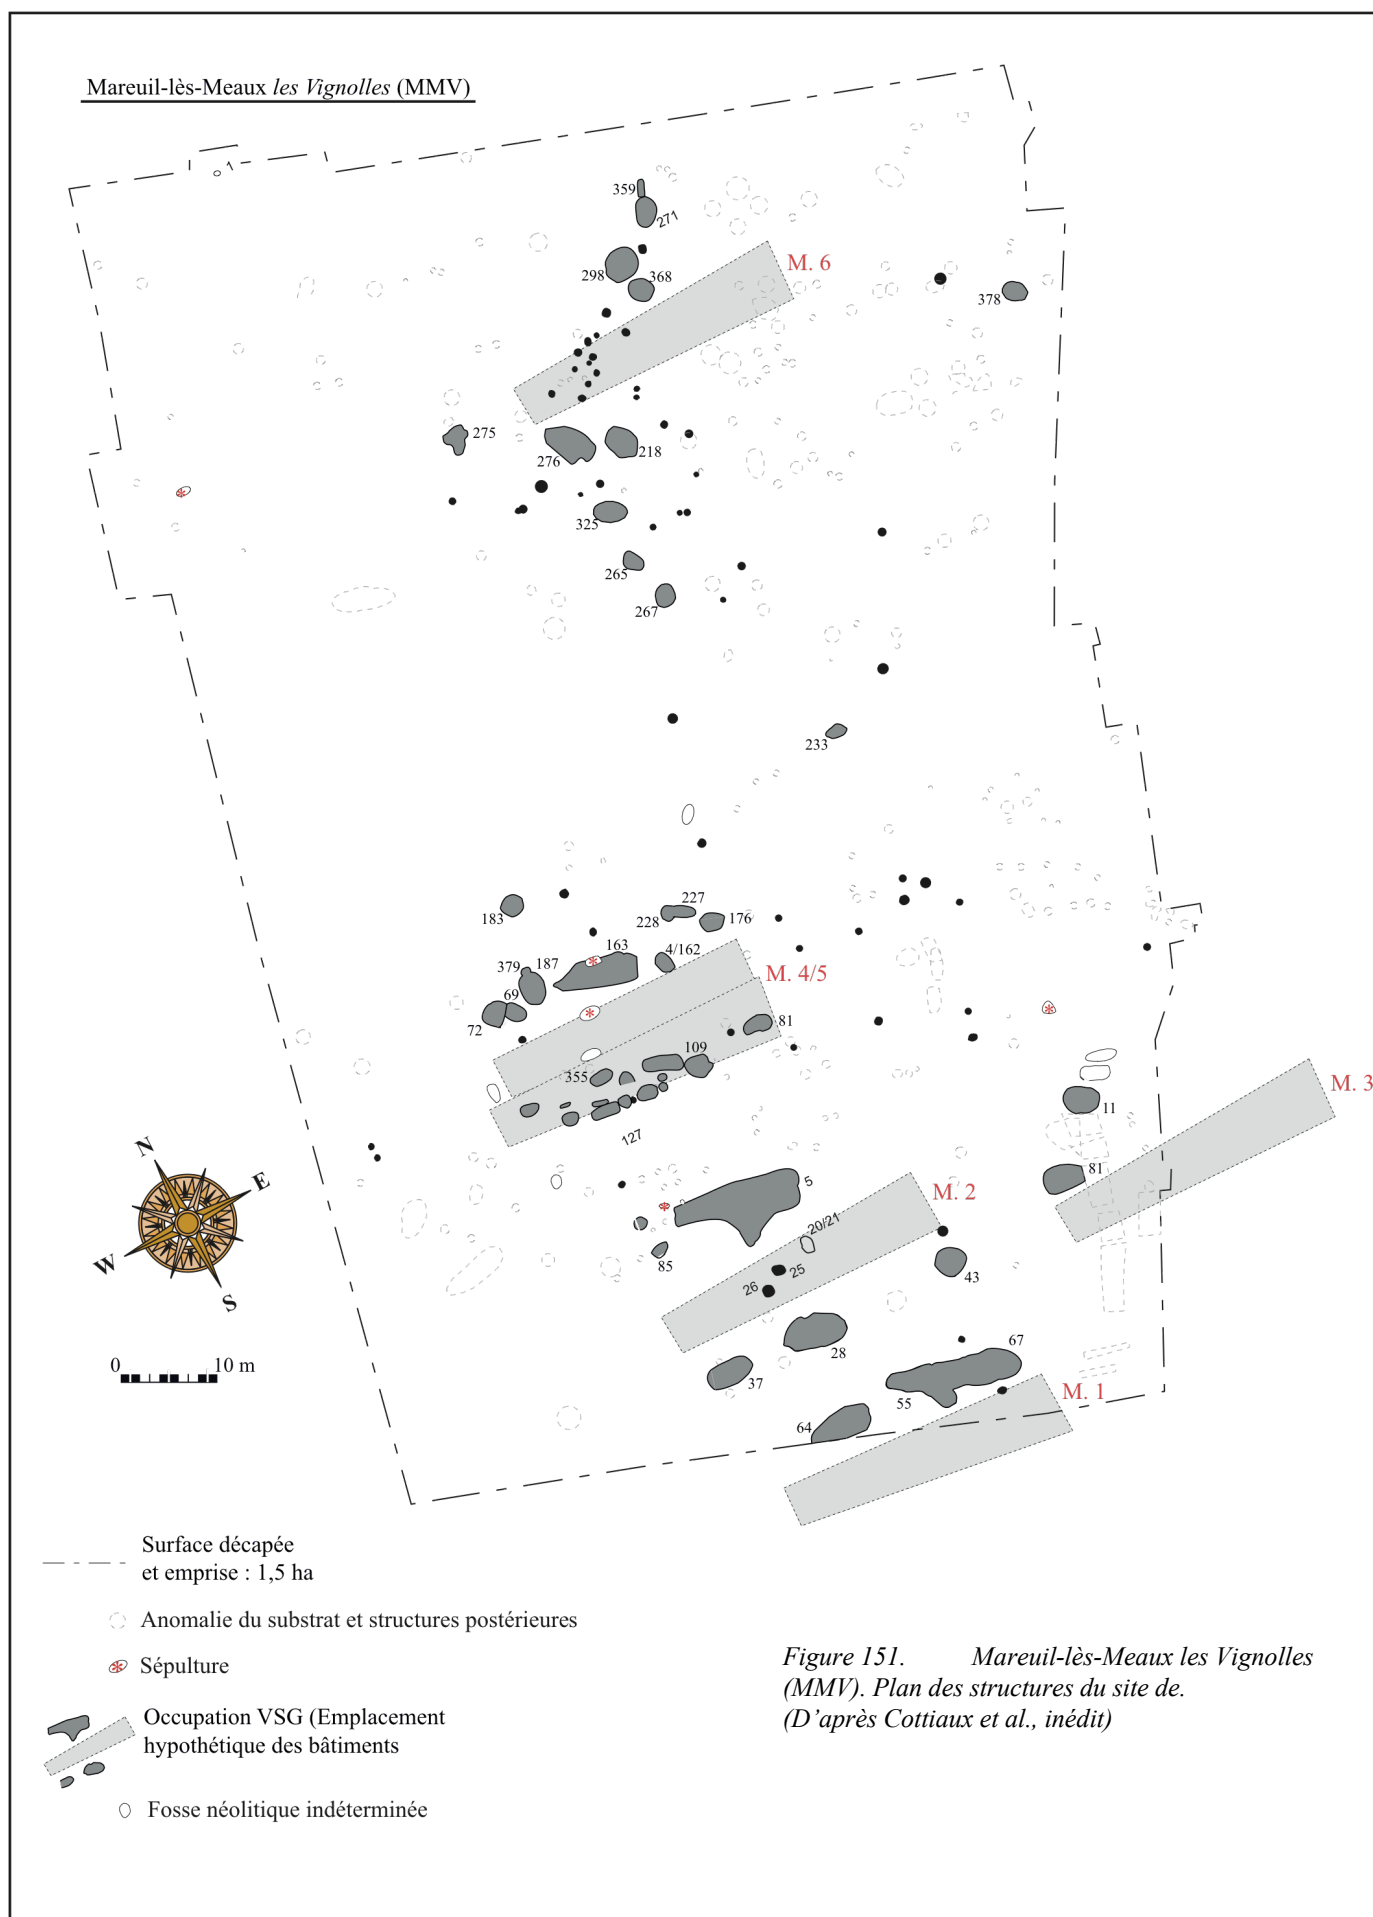 Mareuil-lès-Meaux les Vignolles (MMV)
1
359
271
M. 6
298
368
378
275
276
218
325
265
267
233
183
227
228
176
163
4/162
379
187
M. 4/5
69
72
81
109
355
M. 3
11
127
81
N
E
5
M. 2
20/21
W
85
25
43
26
S
0
10 m
28
67
37
M. 1
55
64
Surface décapée
et emprise : 1,5 ha
Anomalie du substrat et structures postérieures
Sépulture
Occupation VSG (Emplacement
hypothétique des bâtiments
Fosse néolitique indéterminée
Figure 151. Mareuil-lès-Meaux les Vignolles
(MMV). Plan des structures du site de.
(D’après Cottiaux et al., inédit)